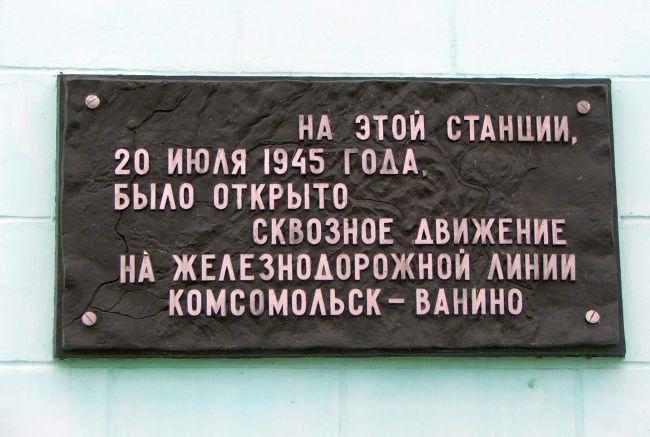 НА ЭТОЙ СТАНЦИИ,
20 ИЮЛЯ 1945 ГОДА,
БЫЛО ОТКРЫТО
СКВОЗНОЕ ДВИЖЕНИЕ
НА ЖЕЛЕЗНОДОРОЖНОЙ ЛИНИИ
КОМСОМОЛЬСК – ВАНИНО